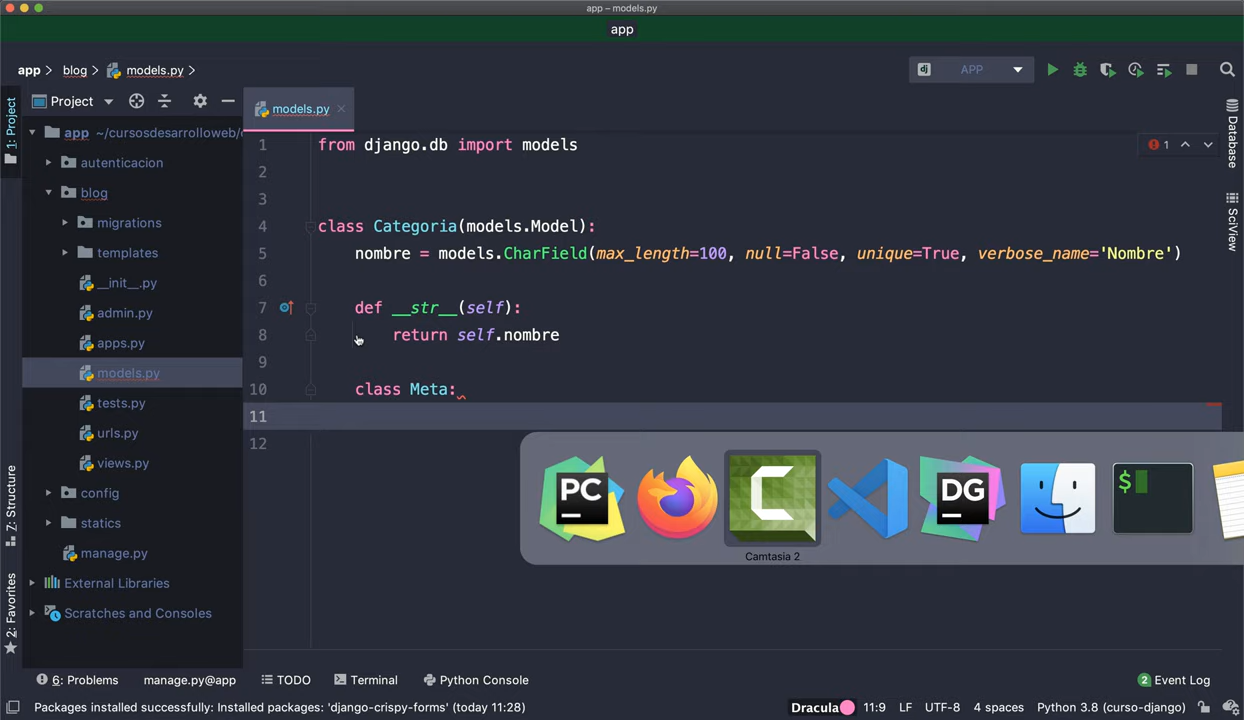 app – models.py
app
app
blog
models.py
APP
1: Project
Project
models.py
app ~/cursosdesarrolloweb/
autenticacion
blog
migrations
templates
__init__.py
admin.py
apps.py
models.py
tests.py
urls.py
views.py
config
statics
manage.py
External Libraries
Scratches and Consoles
1 from django.db import models
2
3
4 class Categoria(models.Model):
5 nombre = models.CharField(max_length=100, null=False, unique=True, verbose_name='Nombre')
6
7 def __str__(self):
8 return self.nombre
9
10 class Meta:
11
12
1
Database
SciView
PC
DG
$
Camtasia 2
Z: Structure
2: Favorites
6: Problems
manage.py@app
TODO
Terminal
Python Console
2 Event Log
Packages installed successfully: Installed packages: 'django-crispy-forms' (today 11:28)
Dracula
11:9
LF
UTF-8
4 spaces
Python 3.8 (curso-django)